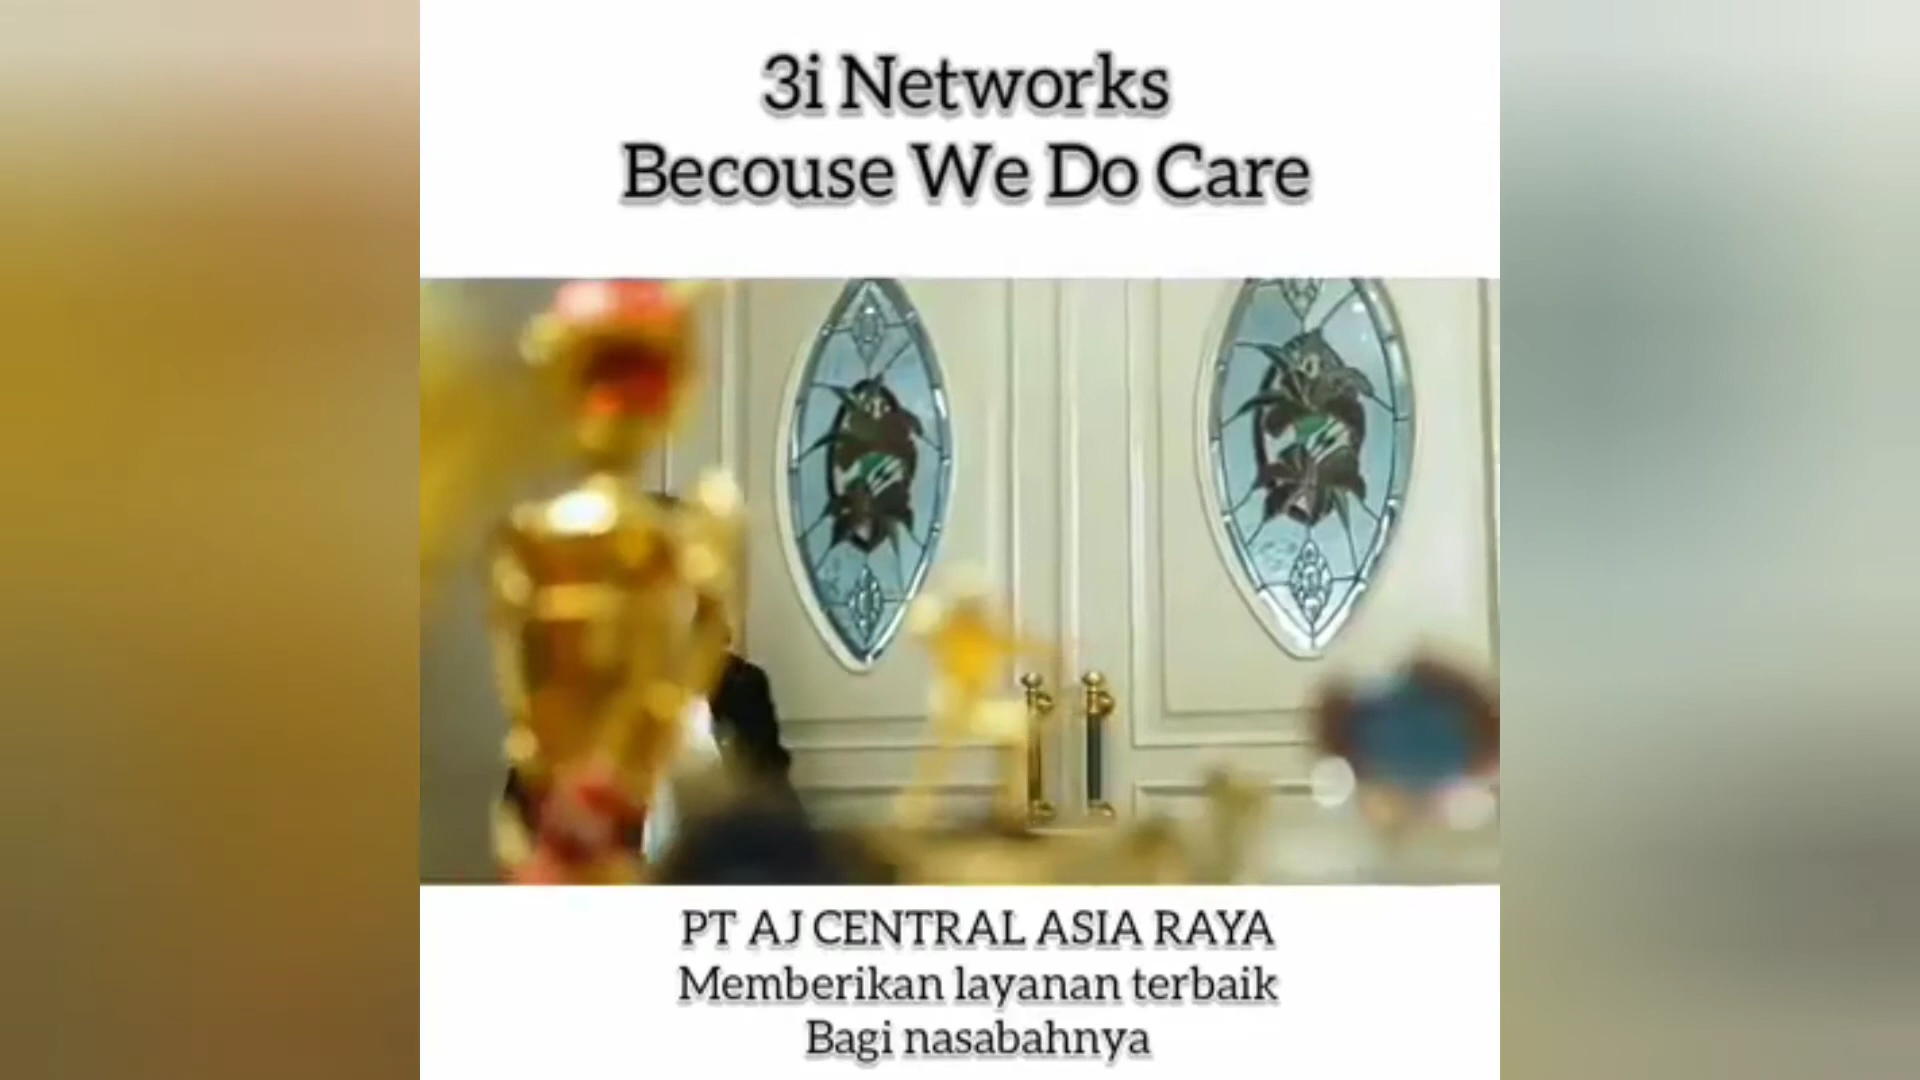 3i Networks
Becouse We Do Care
PT AJ CENTRAL ASIA RAYA
Memberikan layanan terbaik
Bagi nasabahnya